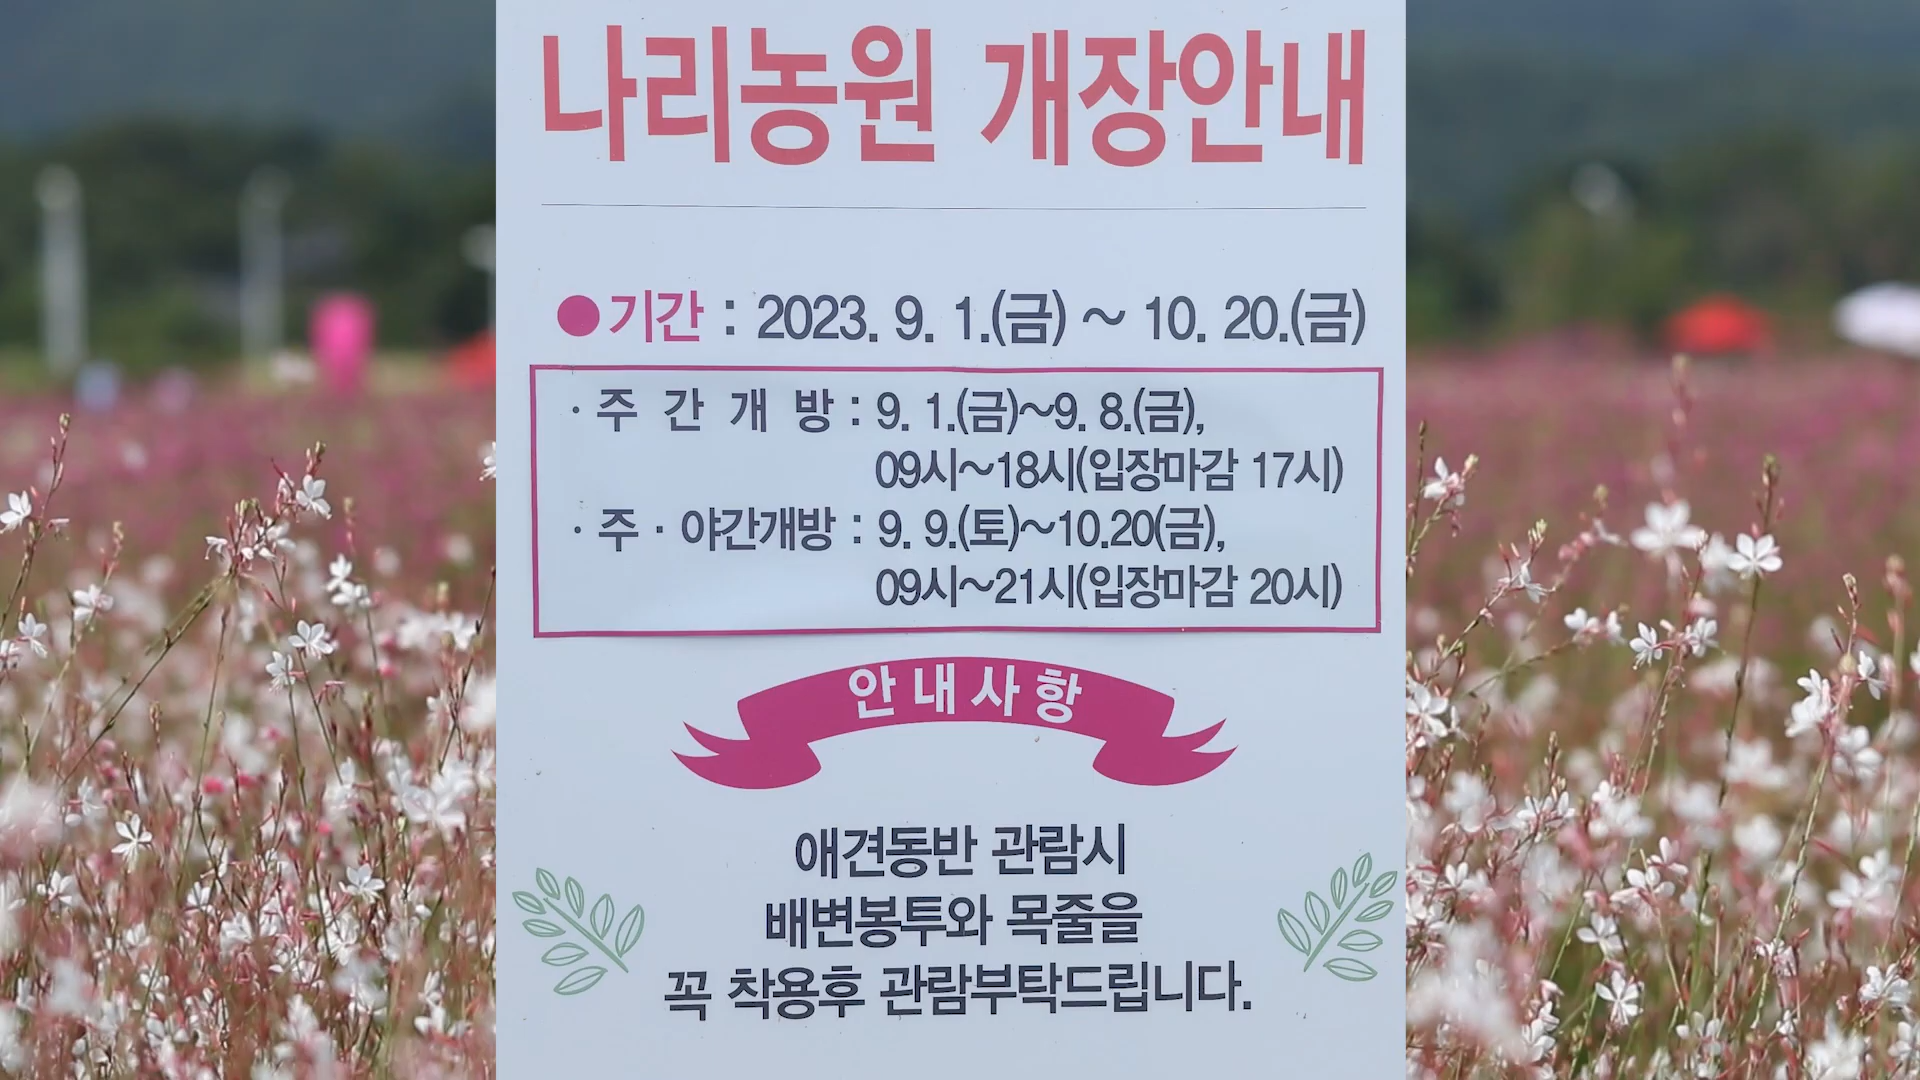 나리농원 개장안내
●기간 : 2023. 9. 1.(금) ~ 10. 20.(금)
· 주 간 개 방 : 9. 1.(금)~9. 8.(금),
09시~18시(입장마감 17시)
· 주 · 야간개방 : 9. 9.(토)~10.20(금),
09시~21시(입장마감 20시)
안내사항
애견동반 관람시
배변봉투와 목줄을
꼭 착용후 관람부탁드립니다.